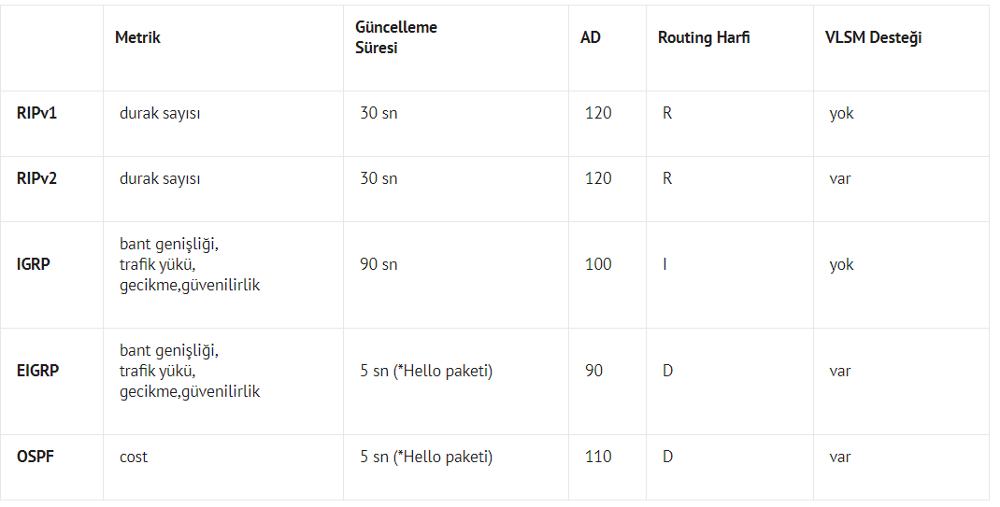 Metrik
Güncelleme
Süresi
AD
Routing Harfi
VLSM Desteği
RIPv1
durak sayısı
30 sn
120
R
yok
RIPv2
durak sayısı
30 sn
120
R
var
IGRP
bant genişliği,
trafik yükü,
gecikme,güvenilirlik
90 sn
100
I
yok
EIGRP
bant genişliği,
trafik yükü,
gecikme,güvenilirlik
5 sn (*Hello paketi)
90
D
var
OSPF
cost
5 sn (*Hello paketi)
110
D
var